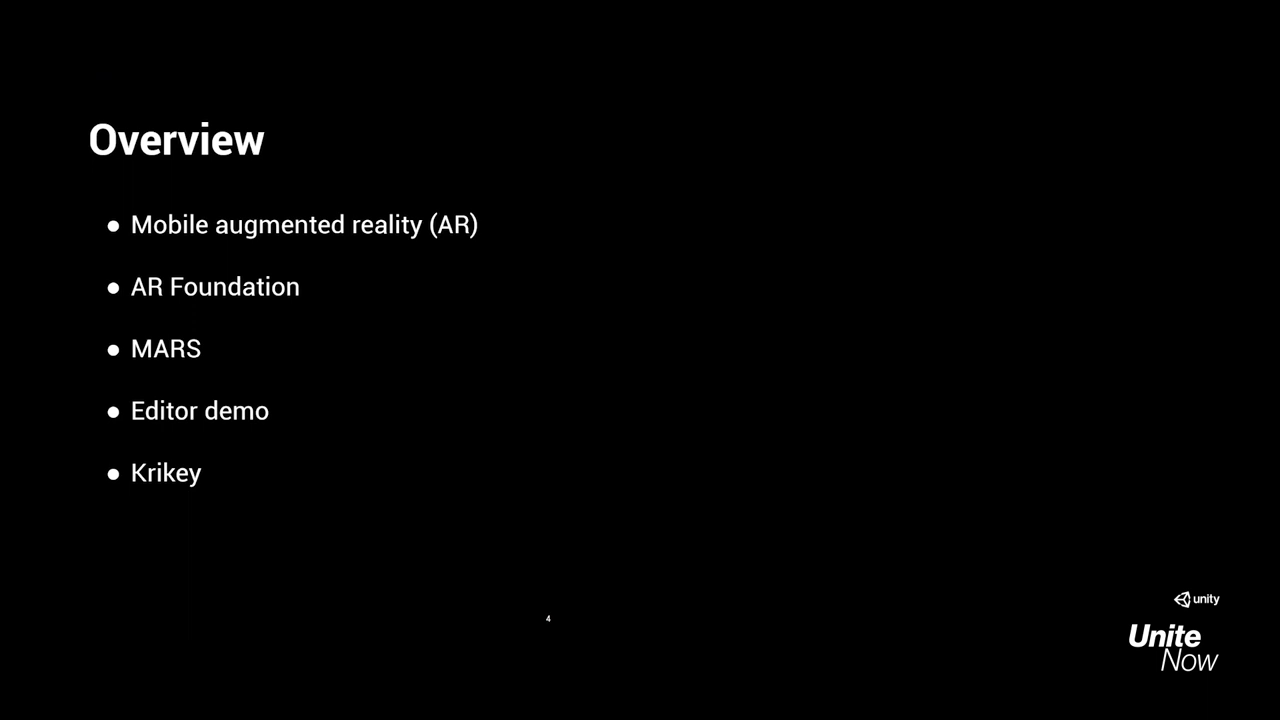 Overview
● Mobile augmented reality (AR)
● AR Foundation
● MARS
● Editor demo
● Krikey
4
unity
Unite
Now